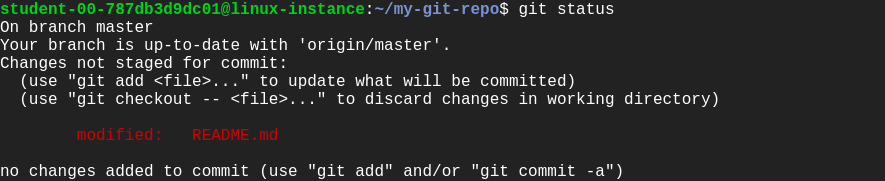 student-00-787db3d9dc01@linux-instance:~/my-git-repo$ git status
On branch master
Your branch is up-to-date with 'origin/master'.
Changes not staged for commit:
  (use "git add <file>..." to update what will be committed)
  (use "git checkout -- <file>..." to discard changes in working directory)
        modified:   README.md
no changes added to commit (use "git add" and/or "git commit -a")